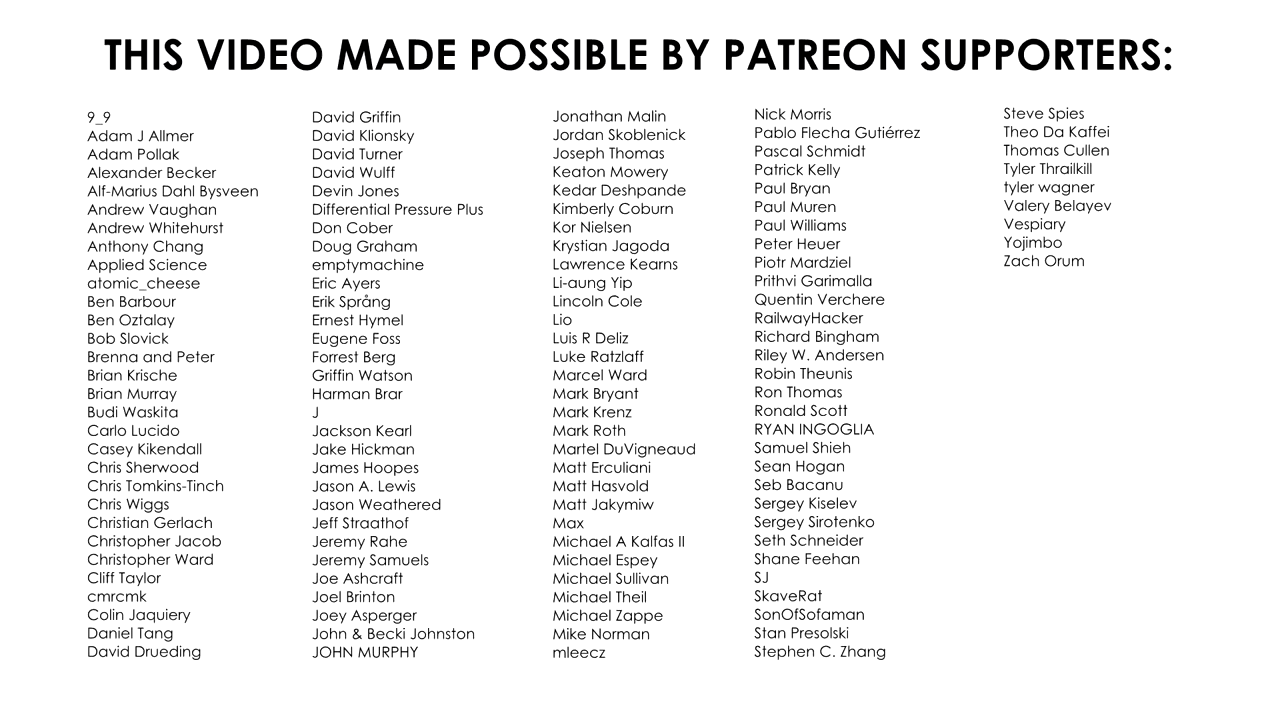 THIS VIDEO MADE POSSIBLE BY PATREON SUPPORTERS:
9_9
Adam J Allmer
Adam Pollak
Alexander Becker
Alf-Marius Dahl Bysveen
Andrew Vaughan
Andrew Whitehurst
Anthony Chang
Applied Science
atomic_cheese
Ben Barbour
Ben Oztalay
Bob Slovick
Brenna and Peter
Brian Krische
Brian Murray
Budi Waskita
Carlo Lucido
Casey Kikendall
Chris Sherwood
Chris Tomkins-Tinch
Chris Wiggs
Christian Gerlach
Christopher Jacob
Christopher Ward
Cliff Taylor
cmrcmk
Colin Jaquiery
Daniel Tang
David Drueding
David Griffin
David Klionsky
David Turner
David Wulff
Devin Jones
Differential Pressure Plus
Don Cober
Doug Graham
emptymachine
Eric Ayers
Erik Språng
Ernest Hymel
Eugene Foss
Forrest Berg
Griffin Watson
Harman Brar
J
Jackson Kearl
Jake Hickman
James Hoopes
Jason A. Lewis
Jason Weathered
Jeff Straathof
Jeremy Rahe
Jeremy Samuels
Joe Ashcraft
Joel Brinton
Joey Asperger
John & Becki Johnston
JOHN MURPHY
Jonathan Malin
Jordan Skoblenick
Joseph Thomas
Keaton Mowery
Kedar Deshpande
Kimberly Coburn
Kor Nielsen
Krystian Jagoda
Lawrence Kearns
Li-aung Yip
Lincoln Cole
Lio
Luis R Deliz
Luke Ratzlaff
Marcel Ward
Mark Bryant
Mark Krenz
Mark Roth
Martel DuVigneaud
Matt Erculiani
Matt Hasvold
Matt Jakymiw
Max
Michael A Kalfas II
Michael Espey
Michael Sullivan
Michael Theil
Michael Zappe
Mike Norman
mleecz
Nick Morris
Pablo Flecha Gutiérrez
Pascal Schmidt
Patrick Kelly
Paul Bryan
Paul Muren
Paul Williams
Peter Heuer
Piotr Mardziel
Prithvi Garimalla
Quentin Verchere
RailwayHacker
Richard Bingham
Riley W. Andersen
Robin Theunis
Ron Thomas
Ronald Scott
RYAN INGOGLIA
Samuel Shieh
Sean Hogan
Seb Bacanu
Sergey Kiselev
Sergey Sirotenko
Seth Schneider
Shane Feehan
SJ
SkaveRat
SonOfSofaman
Stan Presolski
Stephen C. Zhang
Steve Spies
Theo Da Kaffei
Thomas Cullen
Tyler Thrailkill
tyler wagner
Valery Belayev
Vespiary
Yojimbo
Zach Orum